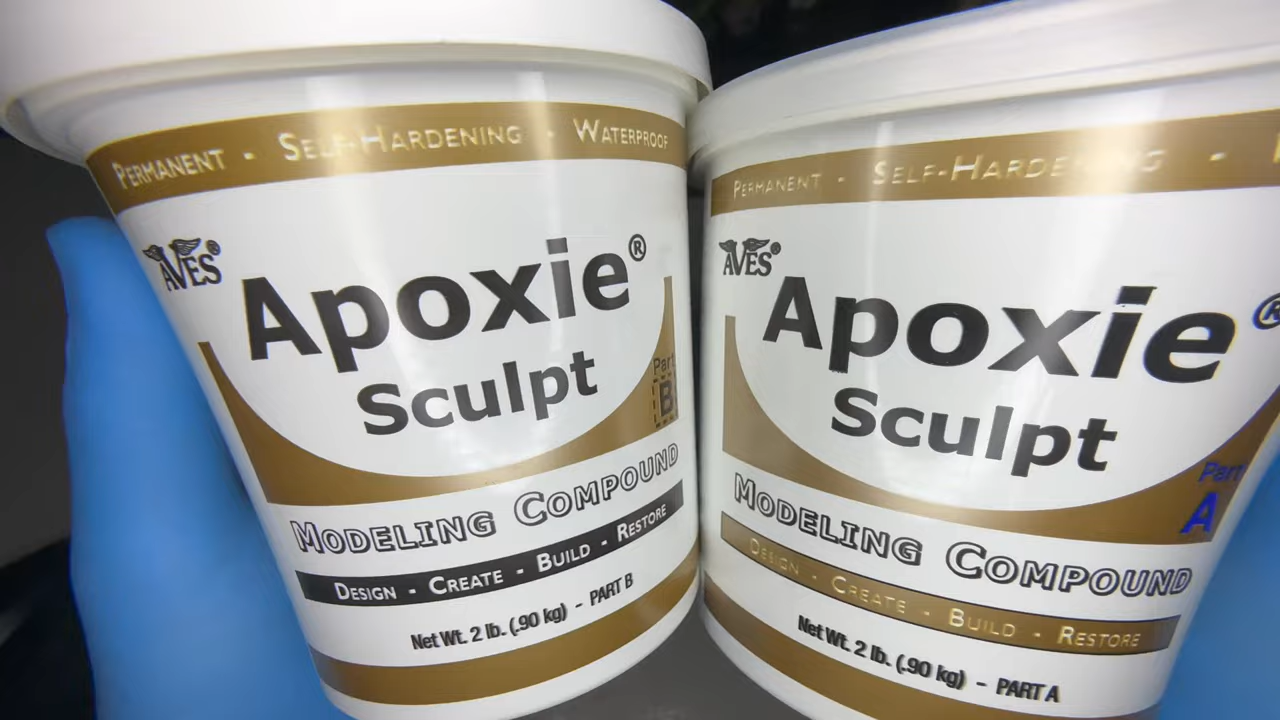 PERMANENT - SELF-HARDENING - WATERPROOF
AVES®
Apoxie®
Sculpt
Part
B
MODELING COMPOUND
DESIGN - CREATE - BUILD - RESTORE
Net Wt. 2 lb. (.90 kg) - PART B
PERMANENT - SELF-HARDENING -
AVES®
Apoxie®
Sculpt
Part
A
MODELING COMPOUND
DESIGN - CREATE - BUILD - RESTORE
Net Wt. 2 lb. (.90 kg) - PART A